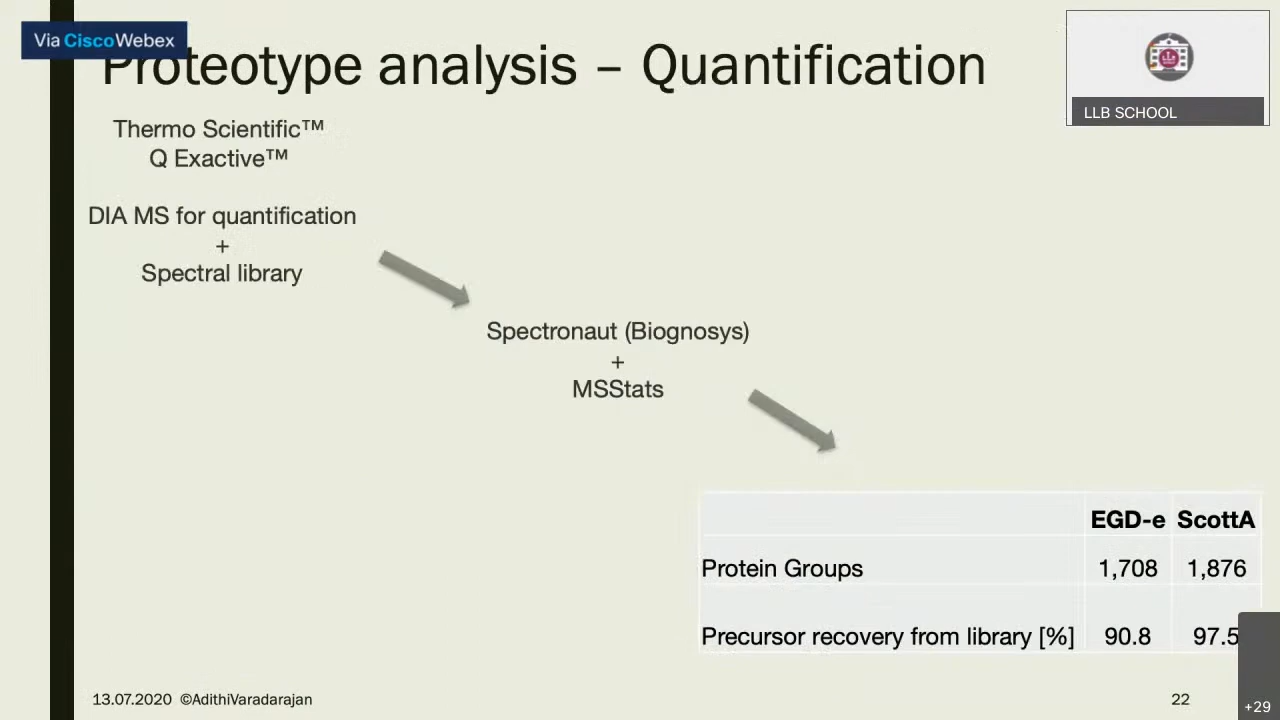 Via Cisco Webex
Proteotype analysis – Quantification
LLB SCHOOL
Thermo Scientific™
Q Exactive™
DIA MS for quantification
+
Spectral library
Spectronaut (Biognosys)
+
MSStats
EGD-e ScottA
Protein Groups 1,708 1,876
Precursor recovery from library [%] 90.8 97.5
13.07.2020 ©AdithiVaradarajan
22
+29